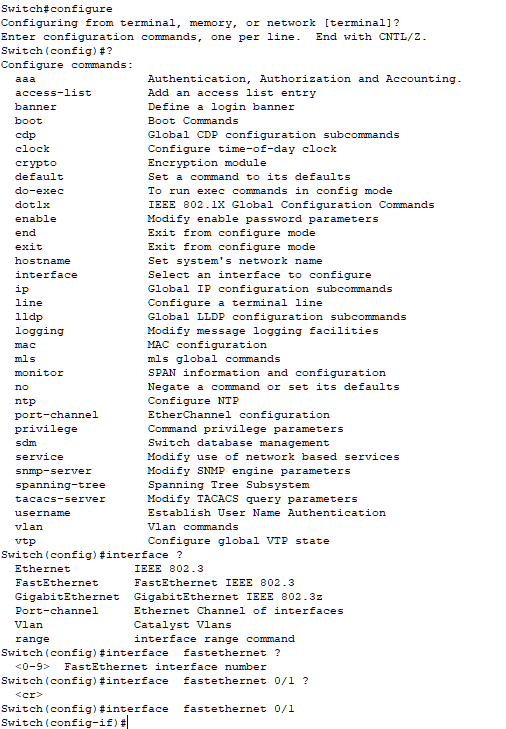 Switch#configure
Configuring from terminal, memory, or network [terminal]?
Enter configuration commands, one per line.  End with CNTL/Z.
Switch(config)#?
Configure commands:
  aaa                Authentication, Authorization and Accounting.
  access-list        Add an access list entry
  banner             Define a login banner
  boot               Boot Commands
  cdp                Global CDP configuration subcommands
  clock              Configure time-of-day clock
  crypto             Encryption module
  default            Set a command to its defaults
  do-exec            To run exec commands in config mode
  dot1x              IEEE 802.1X Global Configuration Commands
  enable             Modify enable password parameters
  end                Exit from configure mode
  exit               Exit from configure mode
  hostname           Set system's network name
  interface          Select an interface to configure
  ip                 Global IP configuration subcommands
  line               Configure a terminal line
  lldp               Global LLDP configuration subcommands
  logging            Modify message logging facilities
  mac                MAC configuration
  mls                mls global commands
  monitor            SPAN information and configuration
  no                 Negate a command or set its defaults
  ntp                Configure NTP
  port-channel       EtherChannel configuration
  privilege          Command privilege parameters
  sdm                Switch database management
  service            Modify use of network based services
  snmp-server        Modify SNMP engine parameters
  spanning-tree      Spanning Tree Subsystem
  tacacs-server      Modify TACACS query parameters
  username           Establish User Name Authentication
  vlan               Vlan commands
  vtp                Configure global VTP state
Switch(config)#interface ?
  Ethernet         IEEE 802.3
  FastEthernet     FastEthernet IEEE 802.3
  GigabitEthernet  GigabitEthernet IEEE 802.3z
  Port-channel     Ethernet Channel of interfaces
  Vlan             Catalyst Vlans
  range            interface range command
Switch(config)#interface  fastethernet ?
  <0-9>  FastEthernet interface number
Switch(config)#interface  fastethernet 0/1 ?
  <cr>
Switch(config)#interface  fastethernet 0/1
Switch(config-if)#